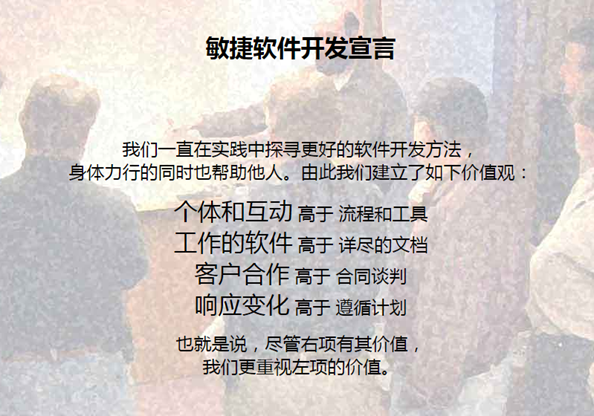 敏捷软件开发宣言
我们一直在实践中探寻更好的软件开发方法，
身体力行的同时也帮助他人。由此我们建立了如下价值观：
个体和互动 高于 流程和工具
工作的软件 高于 详尽的文档
客户合作 高于 合同谈判
响应变化 高于 遵循计划
也就是说，尽管右项有其价值，
我们更重视左项的价值。